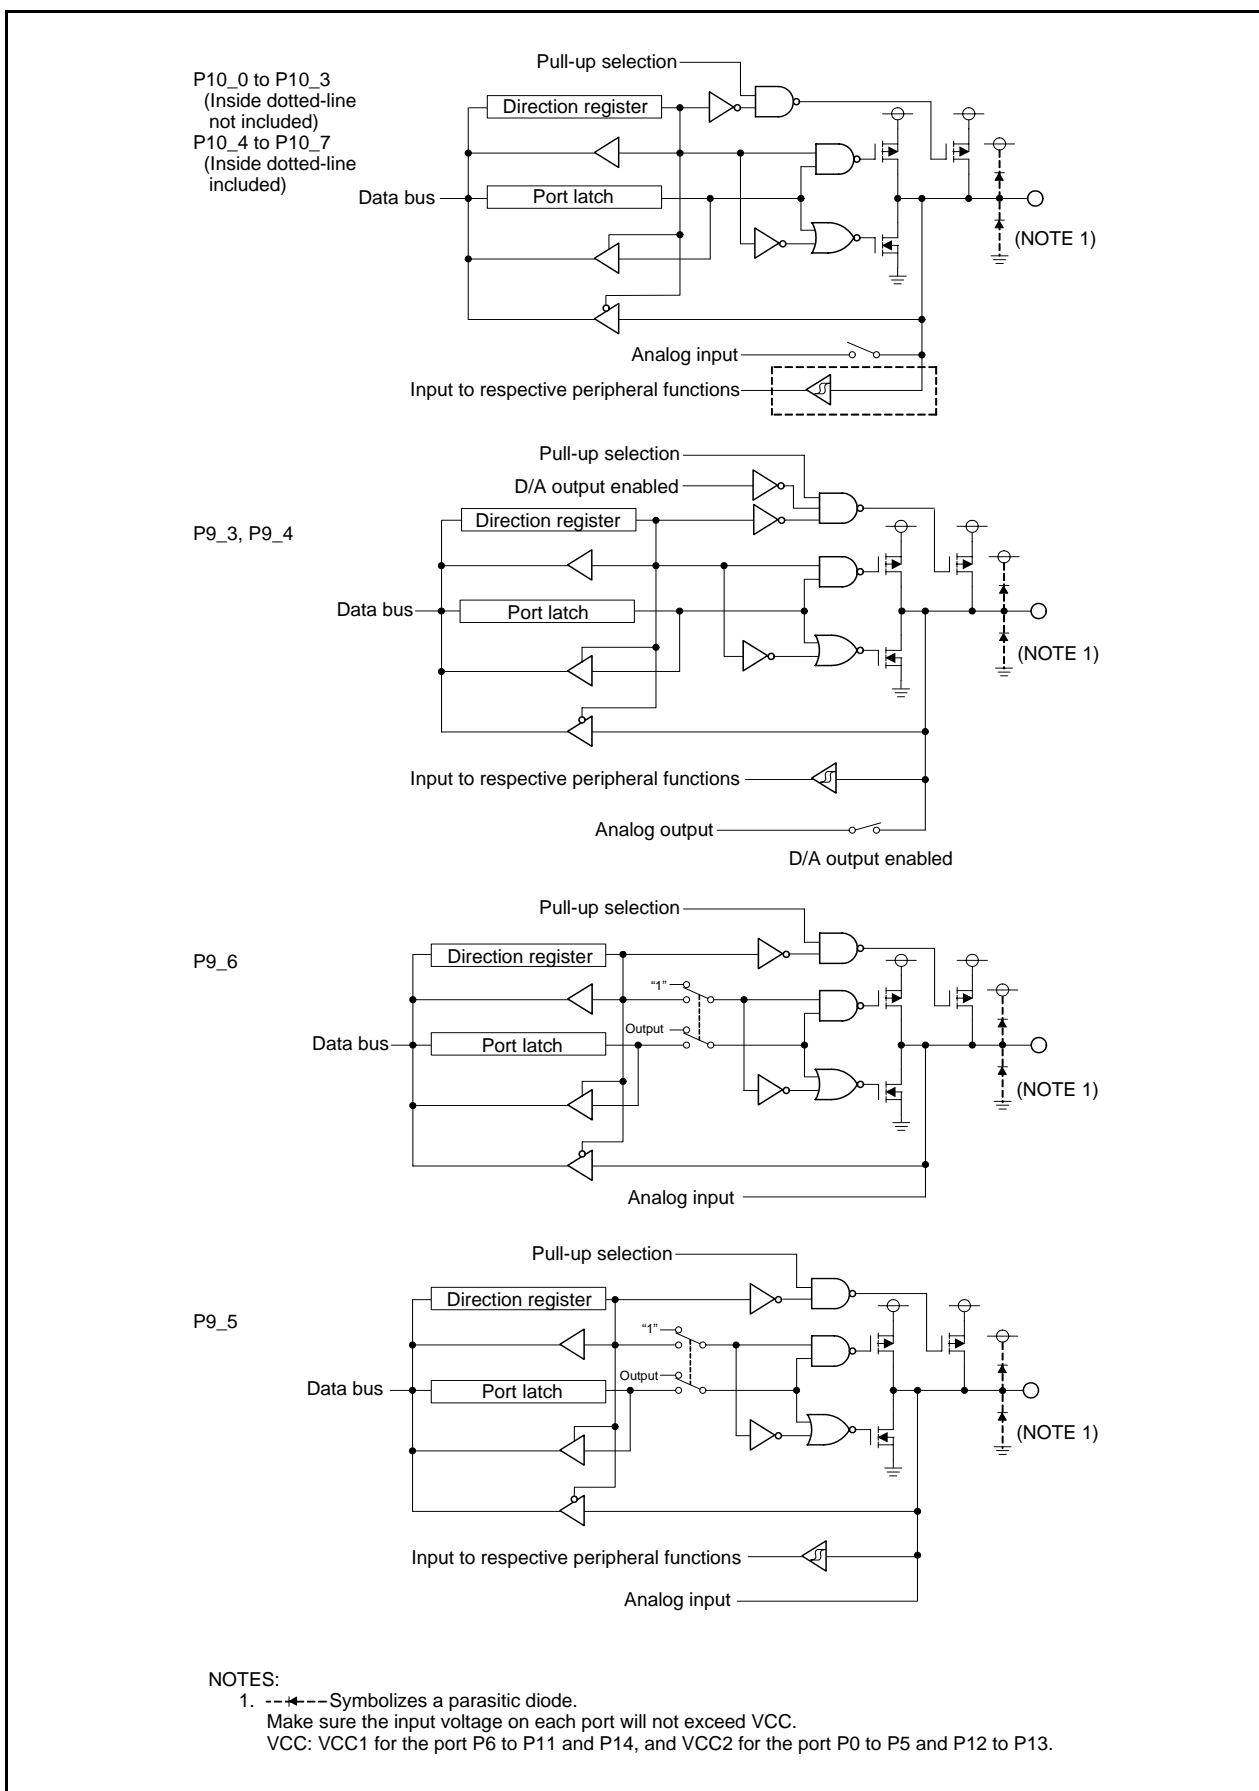 P10_0 to P10_3
(Inside dotted-line
not included)
P10_4 to P10_7
(Inside dotted-line
included)
Pull-up selection
Direction register
Data bus
Port latch
(NOTE 1)
Analog input
Input to respective peripheral functions
P9_3, P9_4
Pull-up selection
D/A output enabled
Direction register
Data bus
Port latch
(NOTE 1)
Input to respective peripheral functions
Analog output
D/A output enabled
P9_6
Pull-up selection
Direction register
“1”
Output
Data bus
Port latch
(NOTE 1)
Analog input
P9_5
Pull-up selection
Direction register
“1”
Output
Data bus
Port latch
(NOTE 1)
Input to respective peripheral functions
Analog input
NOTES:
1. Symbolizes a parasitic diode.
Make sure the input voltage on each port will not exceed VCC.
VCC: VCC1 for the port P6 to P11 and P14, and VCC2 for the port P0 to P5 and P12 to P13.